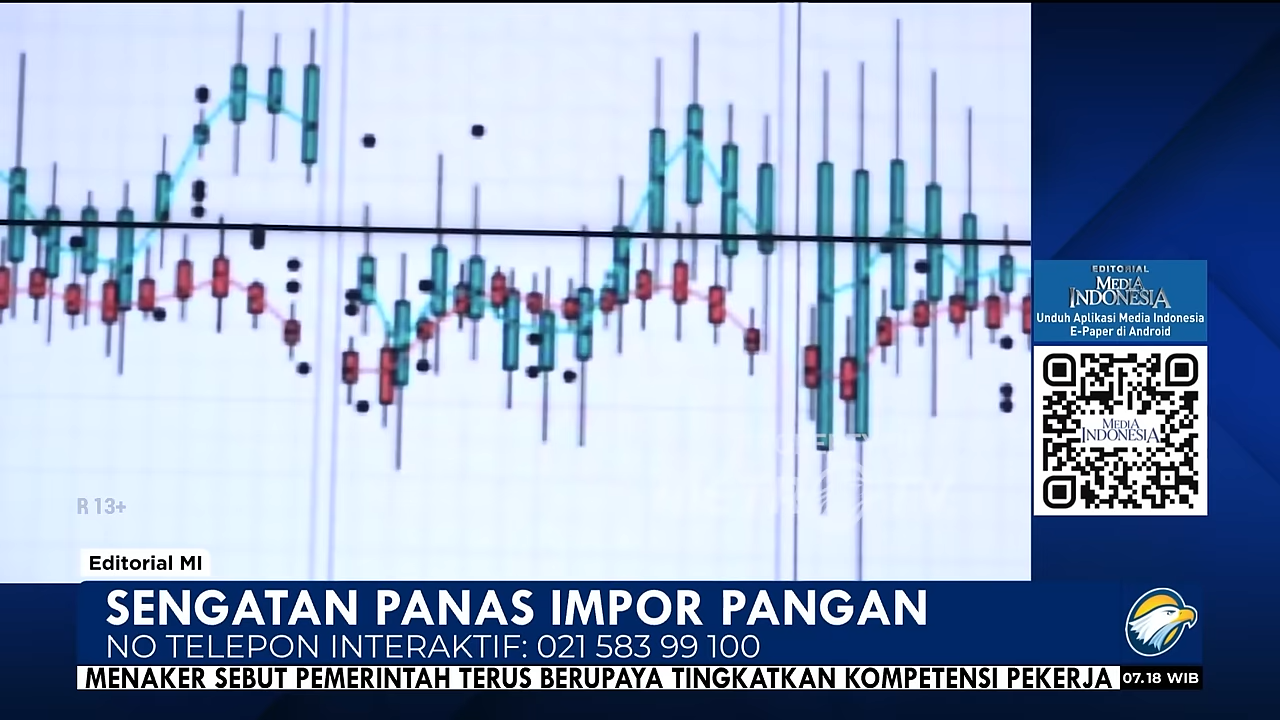 EDITORIAL
MEDIA
INDONESIA
Unduh Aplikasi Media Indonesia
E-Paper di Android
MEDIA
INDONESIA
R 13+
Editorial MI
SENGATAN PANAS IMPOR PANGAN
NO TELEPON INTERAKTIF: 021 583 99 100
MENAKER SEBUT PEMERINTAH TERUS BERUPAYA TINGKATKAN KOMPETENSI PEKERJA
07.18 WIB